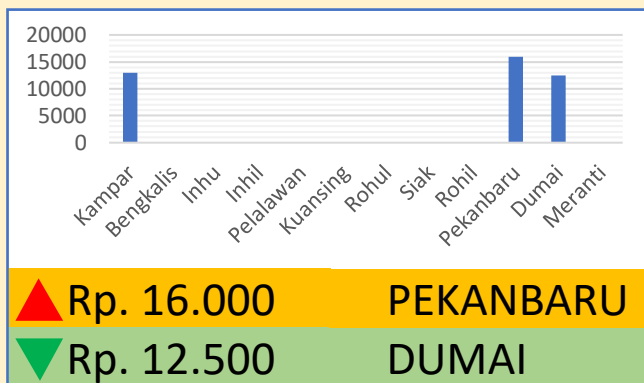 20000
15000
10000
5000
0
Kampar
Bengkalis
Inhu
Inhil
Pelalawan
Kuansing
Rohul
Siak
Rohil
Pekanbaru
Dumai
Meranti
Rp. 16.000 PEKANBARU
Rp. 12.500 DUMAI